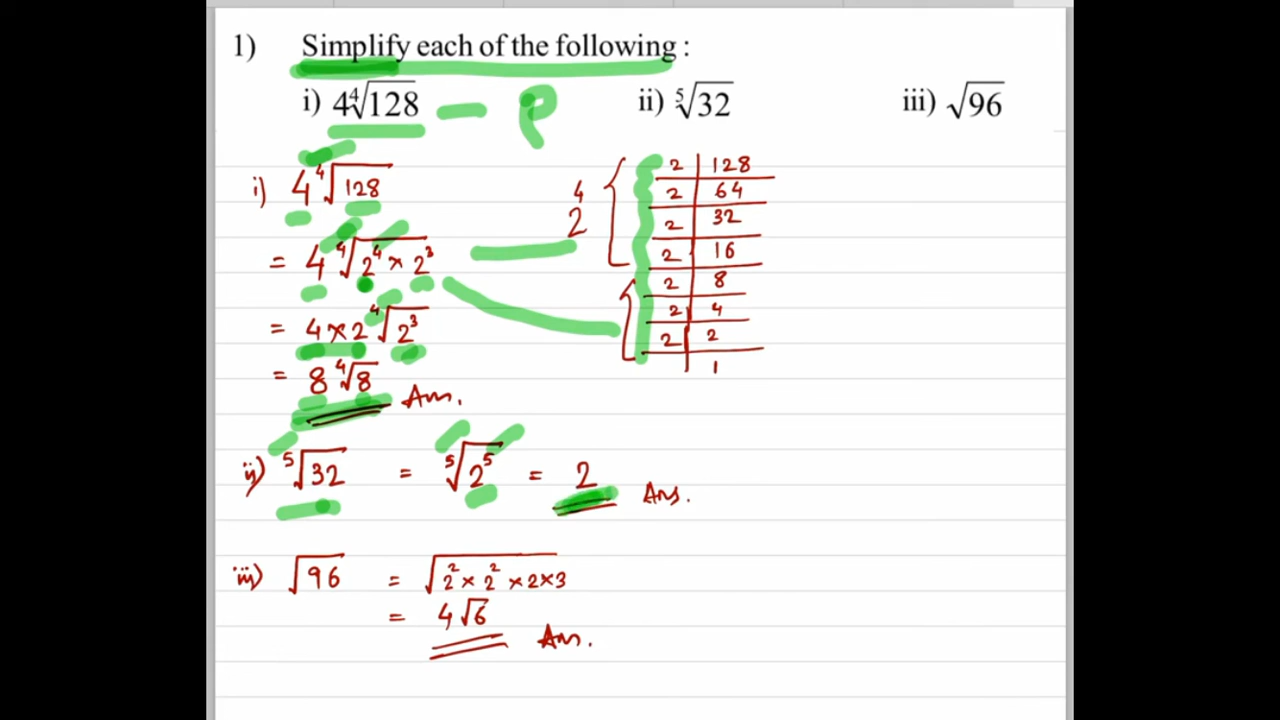 1) Simplify each of the following :
i) 4∜128 — P ii) ⁵√32 iii) √96
i) 4 ∜128
= 4 ∜(2⁴ × 2³)
= 4 × 2 ∜(2³)
= 8 ∜8 Ans.
2⁴
2 | 128
2 | 64
2 | 32
2 | 16
2 | 8
2 | 4
2 | 2
1
ii) ⁵√32 = ⁵√(2⁵) = 2 Ans.
iii) √96 = √(2² × 2² × 2 × 3)
= 4√6 Ans.